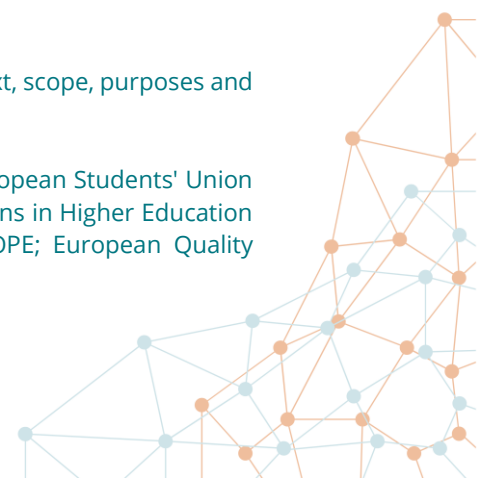 xt, scope, purposes and
opean Students' Union
ns in Higher Education
OPE; European Quality